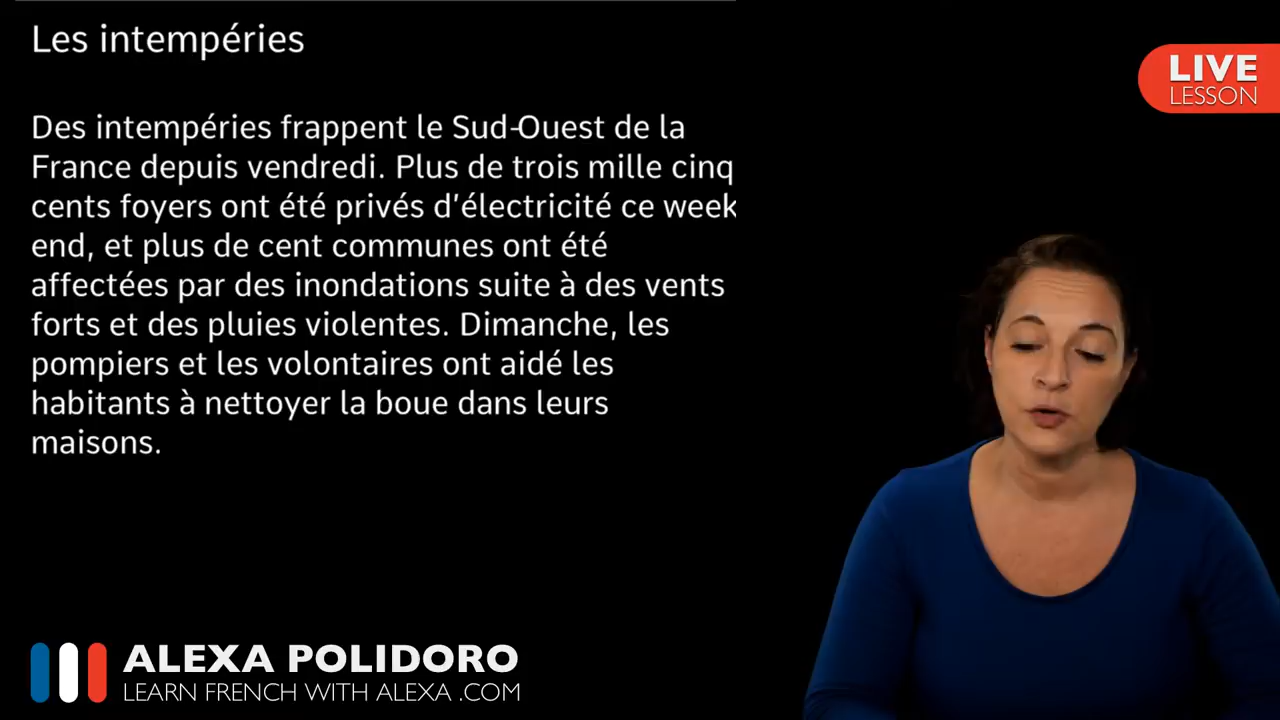 Les intempéries
Des intempéries frappent le Sud-Ouest de la
France depuis vendredi. Plus de trois mille cinq
cents foyers ont été privés d'électricité ce week
end, et plus de cent communes ont été
affectées par des inondations suite à des vents
forts et des pluies violentes. Dimanche, les
pompiers et les volontaires ont aidé les
habitants à nettoyer la boue dans leurs
maisons.
LIVE
LESSON
ALEXA POLIDORO
LEARN FRENCH WITH ALEXA .COM